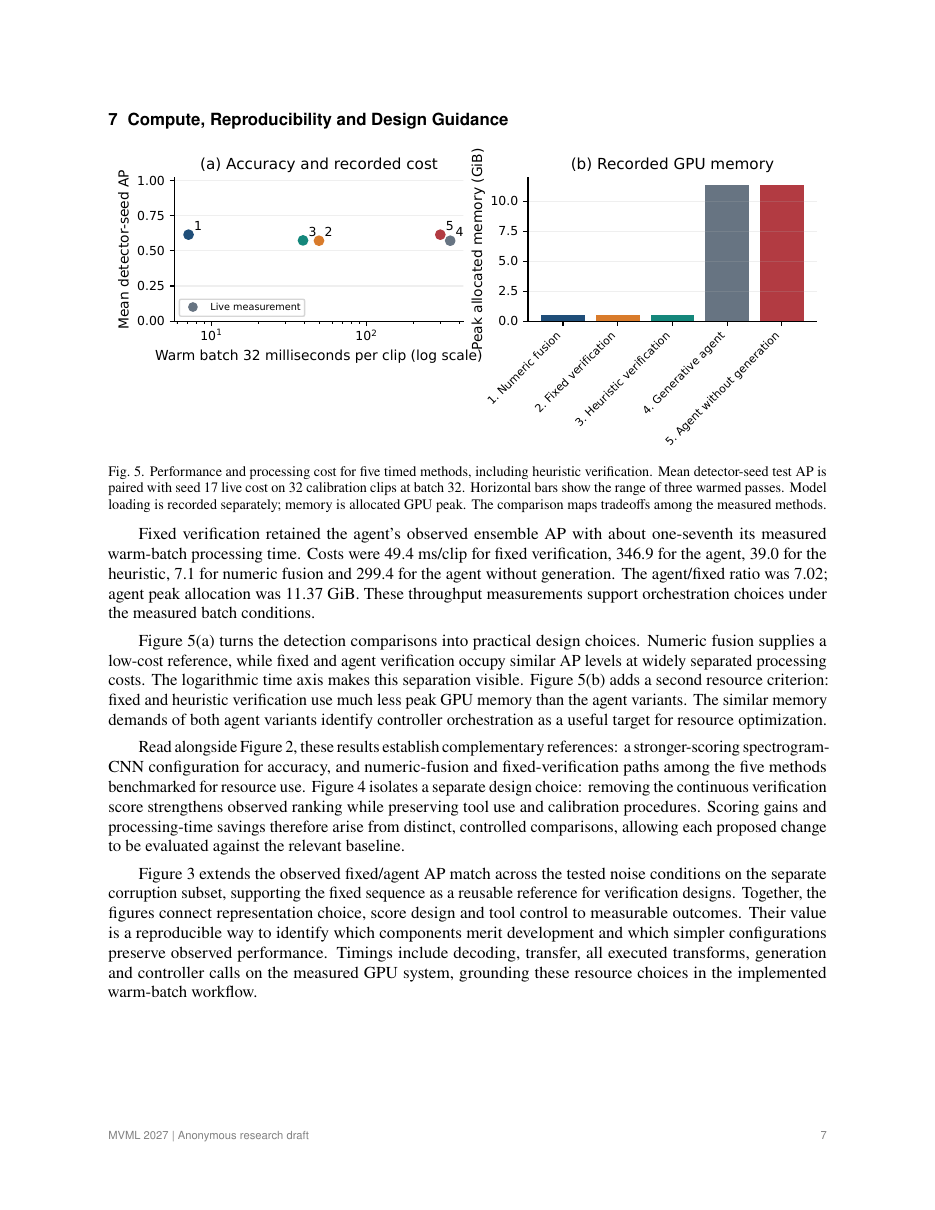 7 Compute, Reproducibility and Design Guidance
(a) Accuracy and recorded cost
Mean detector-seed AP
1.00
0.75
0.50
0.25
0.00
1
3
2
5
4
Live measurement
10¹
10²
Warm batch 32 milliseconds per clip (log scale)
(b) Recorded GPU memory
Peak allocated memory (GiB)
10.0
7.5
5.0
2.5
0.0
1. Numeric fusion
2. Fixed verification
3. Heuristic verification
4. Generative agent
5. Agent without generation
Fig. 5. Performance and processing cost for five timed methods, including heuristic verification. Mean detector-seed test AP is
paired with seed 17 live cost on 32 calibration clips at batch 32. Horizontal bars show the range of three warmed passes. Model
loading is recorded separately; memory is allocated GPU peak. The comparison maps tradeoffs among the measured methods.
Fixed verification retained the agent's observed ensemble AP with about one-seventh its measured
warm-batch processing time. Costs were 49.4 ms/clip for fixed verification, 346.9 for the agent, 39.0 for the
heuristic, 7.1 for numeric fusion and 299.4 for the agent without generation. The agent/fixed ratio was 7.02;
agent peak allocation was 11.37 GiB. These throughput measurements support orchestration choices under
the measured batch conditions.
Figure 5(a) turns the detection comparisons into practical design choices. Numeric fusion supplies a
low-cost reference, while fixed and agent verification occupy similar AP levels at widely separated processing
costs. The logarithmic time axis makes this separation visible. Figure 5(b) adds a second resource criterion:
fixed and heuristic verification use much less peak GPU memory than the agent variants. The similar memory
demands of both agent variants identify controller orchestration as a useful target for resource optimization.
Read alongside Figure 2, these results establish complementary references: a stronger-scoring spectrogram-
CNN configuration for accuracy, and numeric-fusion and fixed-verification paths among the five methods
benchmarked for resource use. Figure 4 isolates a separate design choice: removing the continuous verification
score strengthens observed ranking while preserving tool use and calibration procedures. Scoring gains and
processing-time savings therefore arise from distinct, controlled comparisons, allowing each proposed change
to be evaluated against the relevant baseline.
Figure 3 extends the observed fixed/agent AP match across the tested noise conditions on the separate
corruption subset, supporting the fixed sequence as a reusable reference for verification designs. Together, the
figures connect representation choice, score design and tool control to measurable outcomes. Their value
is a reproducible way to identify which components merit development and which simpler configurations
preserve observed performance. Timings include decoding, transfer, all executed transforms, generation
and controller calls on the measured GPU system, grounding these resource choices in the implemented
warm-batch workflow.
MVML 2027 | Anonymous research draft
7